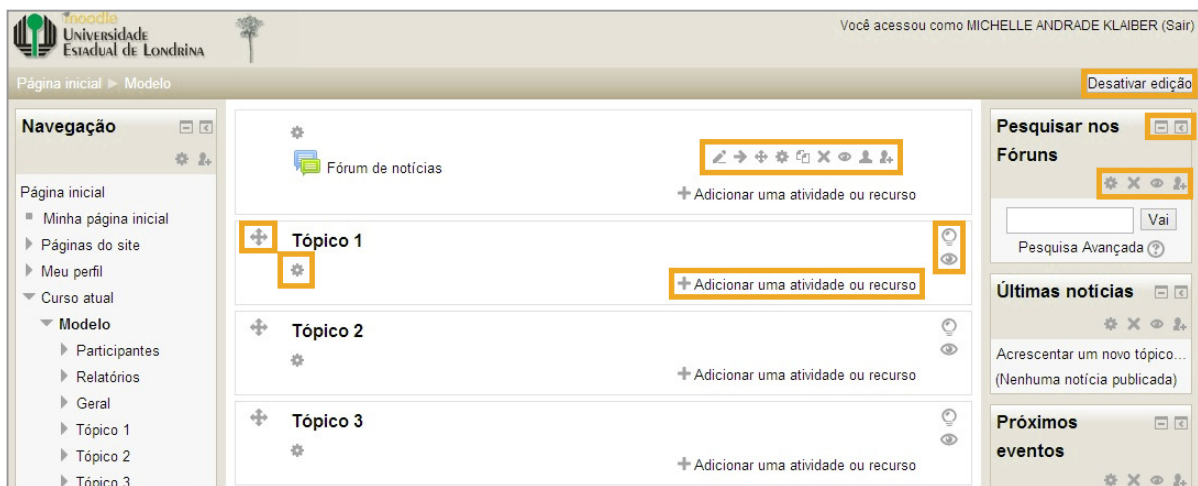 moodle
Universidade
Estadual de Londrina
Você acessou como MICHELLE ANDRADE KLAIBER (Sair)
Página inicial ► Modelo
Desativar edição
Navegação
Página inicial
Minha página inicial
Páginas do site
Meu perfil
Curso atual
Modelo
Participantes
Relatórios
Geral
Tópico 1
Tópico 2
Tópico 3
Fórum de notícias
Adicionar uma atividade ou recurso
Tópico 1
Adicionar uma atividade ou recurso
Tópico 2
Adicionar uma atividade ou recurso
Tópico 3
Adicionar uma atividade ou recurso
Pesquisar nos
Fóruns
Vai
Pesquisa Avançada ?
Últimas notícias
Acrescentar um novo tópico...
(Nenhuma notícia publicada)
Próximos
eventos